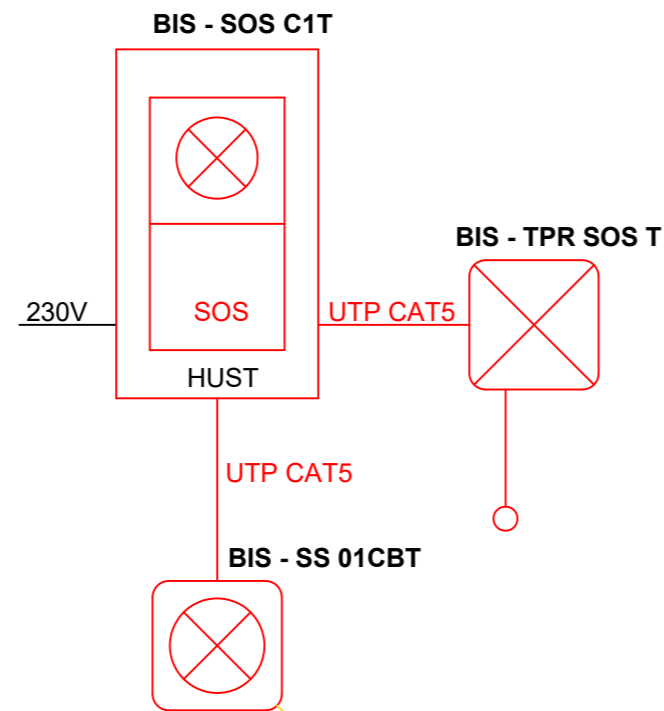 BIS - SOS C1T
BIS - TPR SOS T
230V
SOS
UTP CAT5
HUST
UTP CAT5
BIS - SS 01CBT